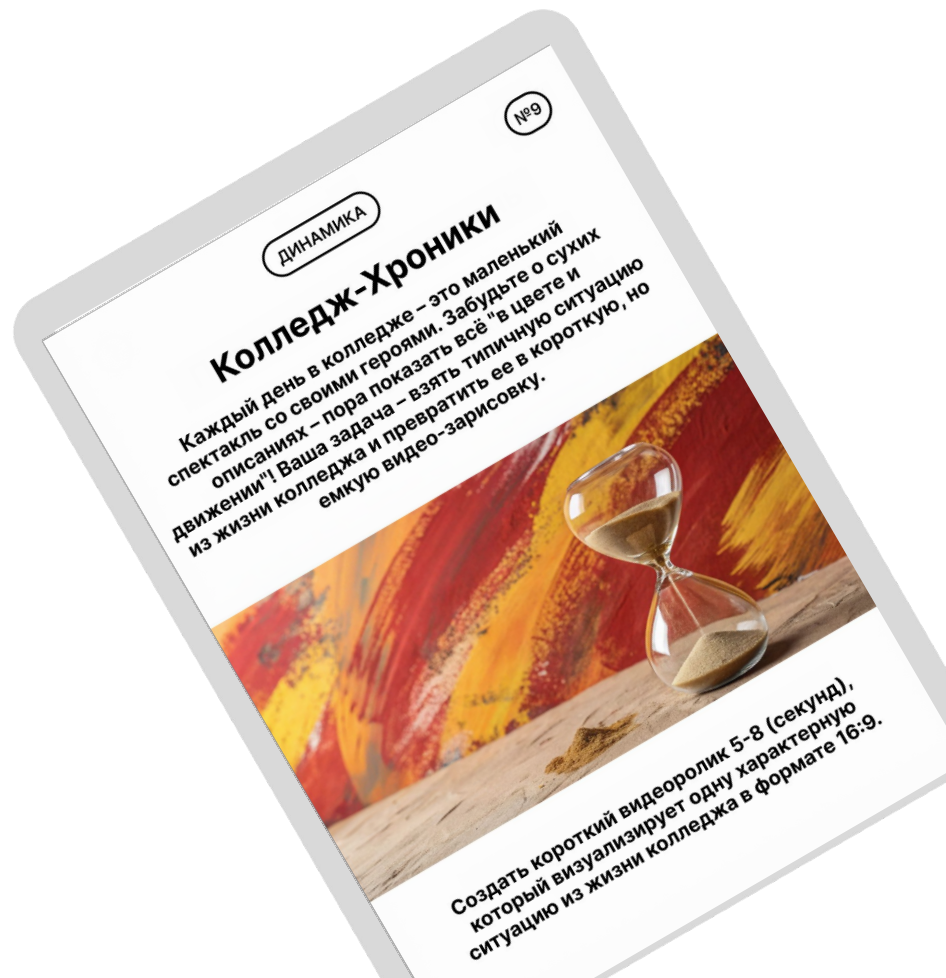 №9
ДИНАМИКА
Колледж-Хроники
Каждый день в колледже – это маленький
спектакль со своими героями. Забудьте о сухих
описаниях – пора показать всё "в цвете и
движении"! Ваша задача – взять типичную ситуацию
из жизни колледжа и превратить ее в короткую, но
емкую видео-зарисовку.
Создать короткий видеоролик 5-8 (секунд),
который визуализирует одну характерную
ситуацию из жизни колледжа в формате 16:9.